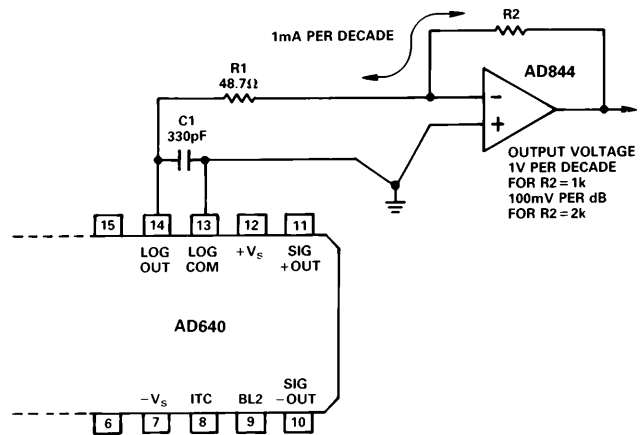 R2
1mA PER DECADE
AD844
R1
48.7Ω
−
+
C1
330pF
OUTPUT VOLTAGE
1V PER DECADE
FOR R2 = 1k
100mV PER dB
FOR R2 = 2k
15 14 13 12 11
LOG OUT
LOG COM
+VS
SIG +OUT
AD640
−VS
ITC
BL2
SIG −OUT
6 7 8 9 10